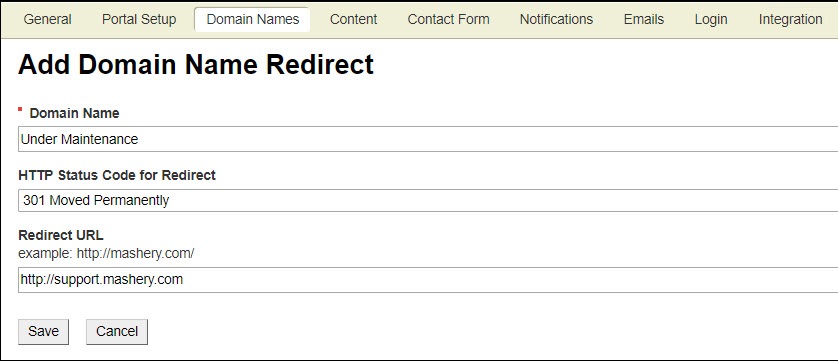 General Portal Setup Domain Names Content Contact Form Notifications Emails Login Integration
Add Domain Name Redirect
Domain Name
Under Maintenance
HTTP Status Code for Redirect
301 Moved Permanently
Redirect URL
example: http://mashery.com/
http://support.mashery.com
Save Cancel